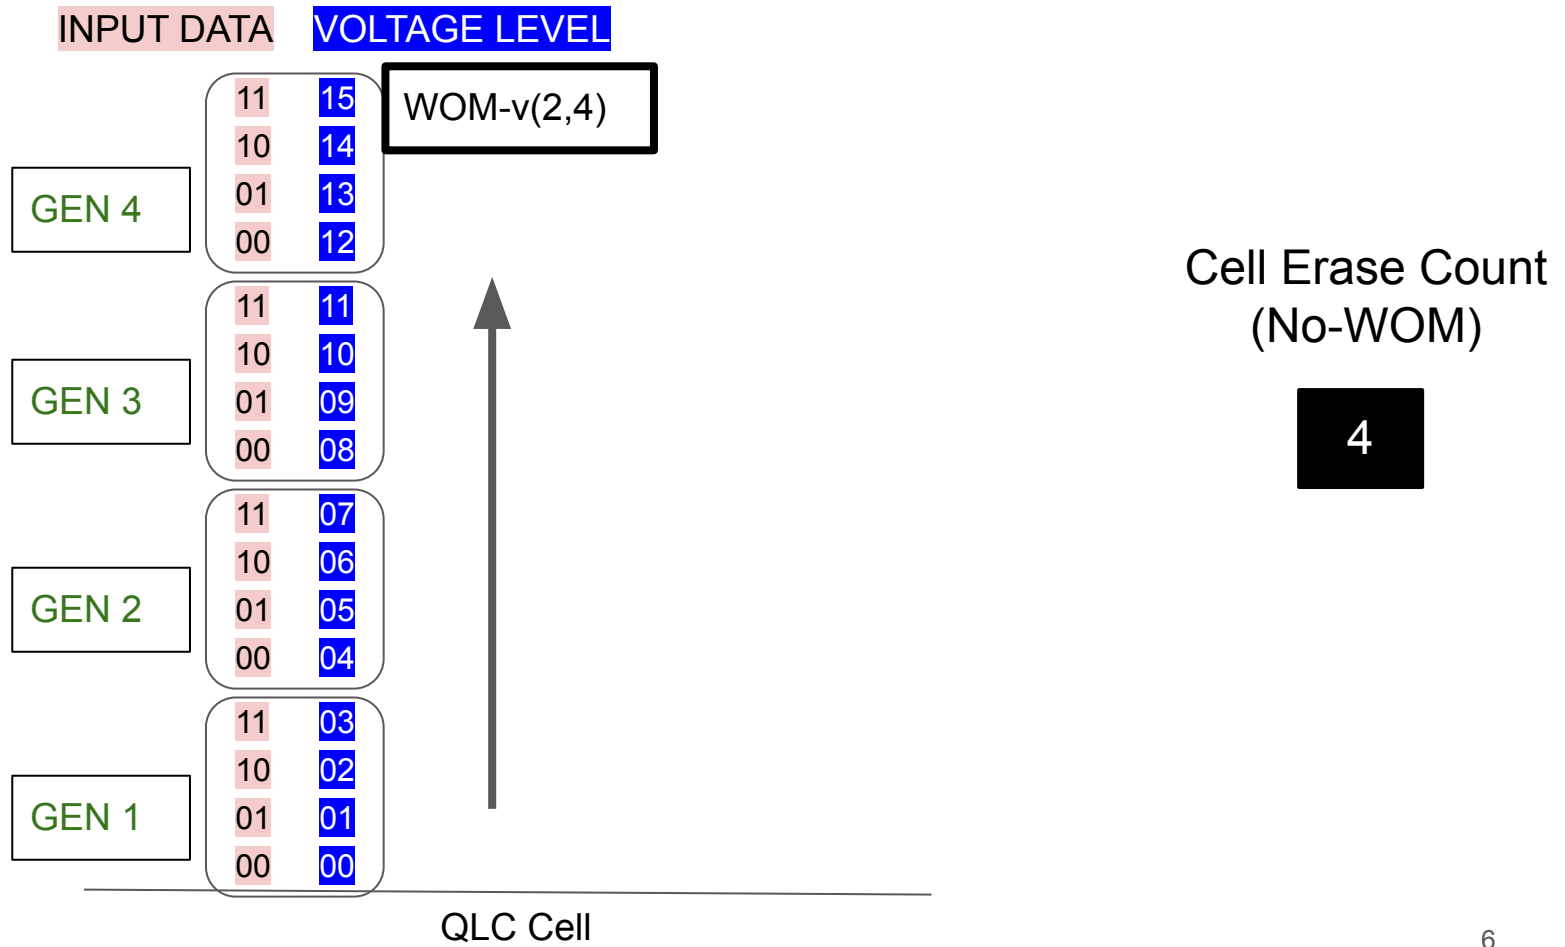 INPUT DATA VOLTAGE LEVEL
WOM-v(2,4)
GEN 4
11 15
10 14
01 13
00 12
GEN 3
11 11
10 10
01 09
00 08
GEN 2
11 07
10 06
01 05
00 04
GEN 1
11 03
10 02
01 01
00 00
QLC Cell
Cell Erase Count
(No-WOM)
4
6